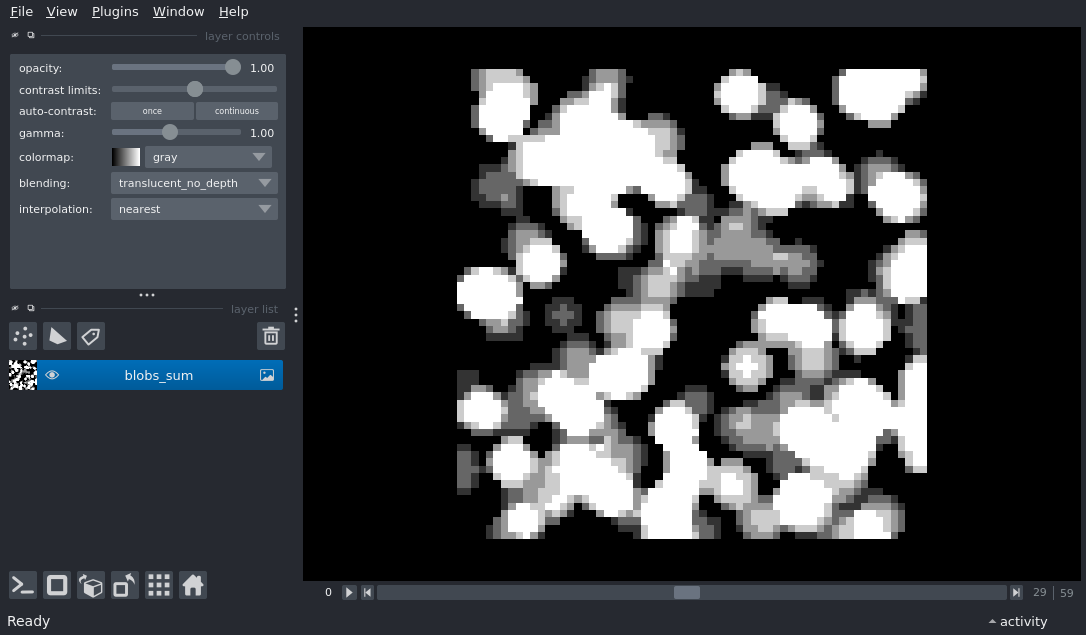 File View Plugins Window Help
layer controls
opacity: 1.00
contrast limits:
auto-contrast: once continuous
gamma: 1.00
colormap: gray
blending: translucent_no_depth
interpolation: nearest
layer list
blobs_sum
0 29 | 59
Ready activity